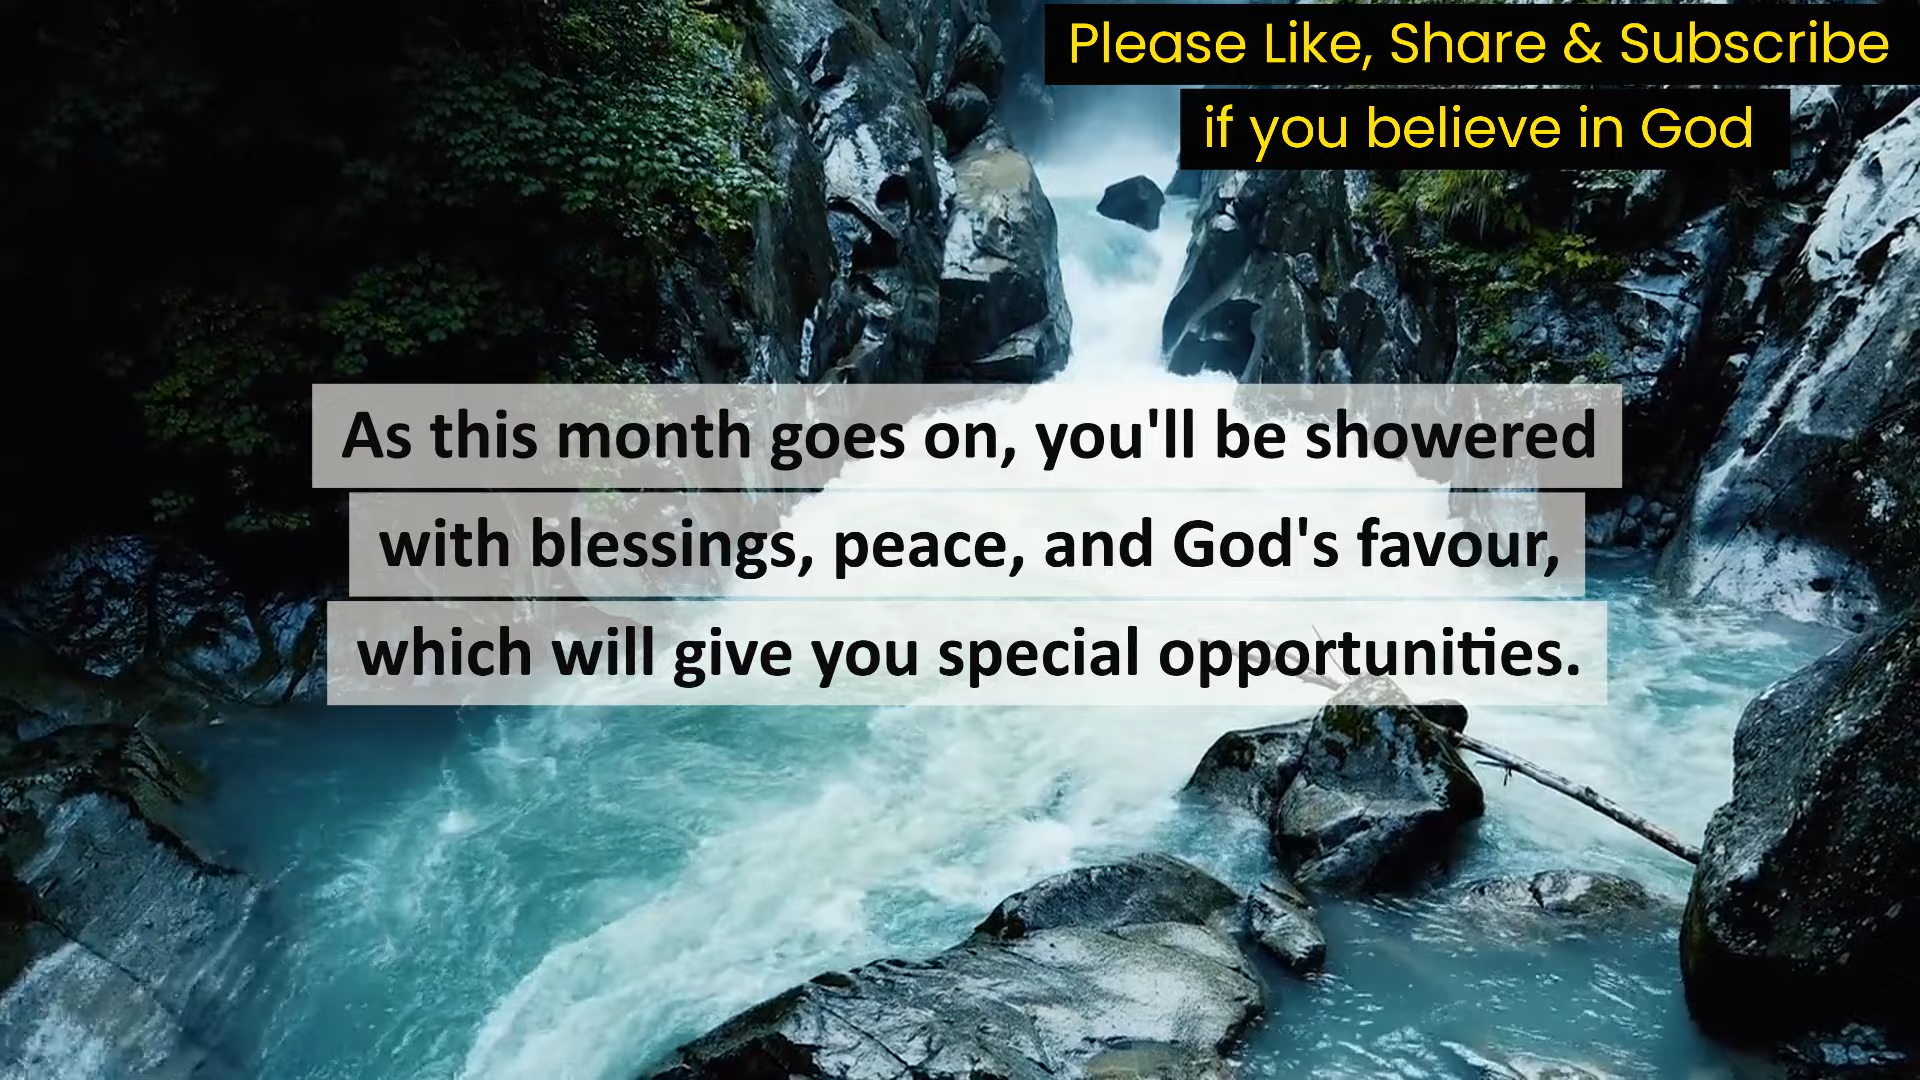 Please Like, Share & Subscribe
if you believe in God
As this month goes on, you'll be showered
with blessings, peace, and God's favour,
which will give you special opportunities.